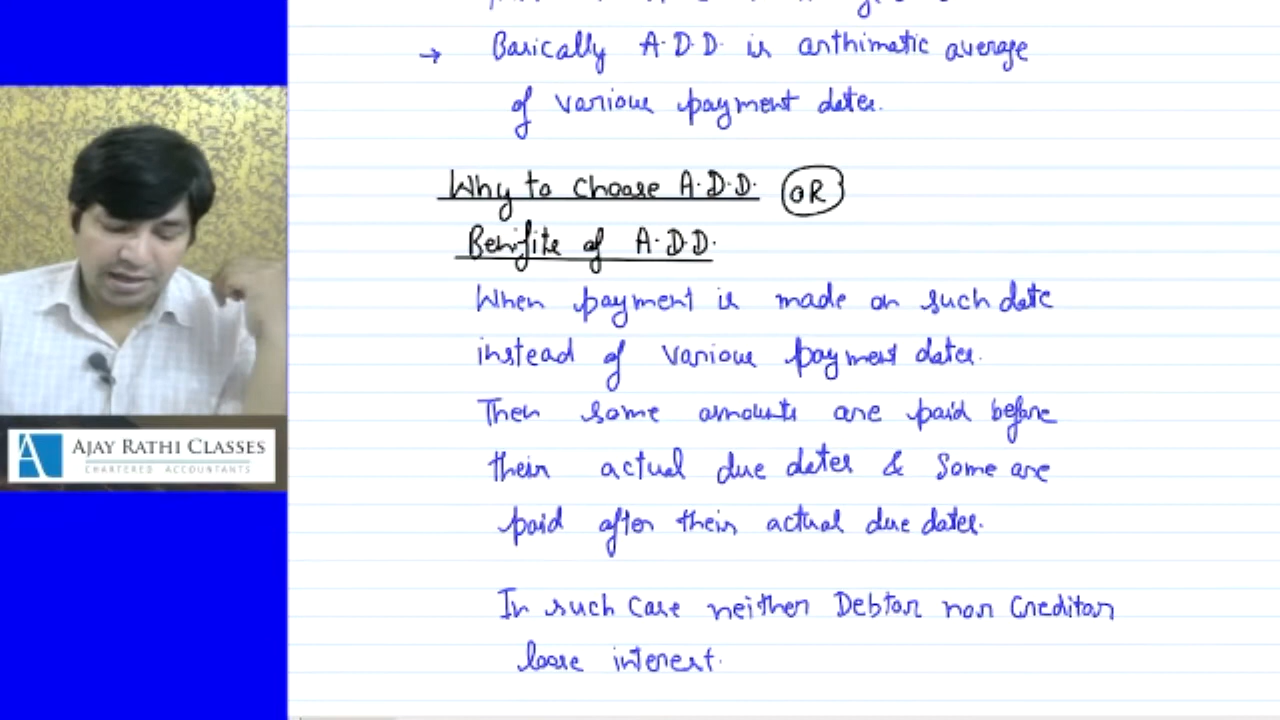 → Basically A.D.D. is arthimatic average
of various payment dates.
Why to choose A.D.D. OR
Benifits of A.D.D.
When payment is made on such date
instead of various payment dates.
Then some amounts are paid before
their actual due dates & some are
paid after their actual due dates.
In such case neither Debtor nor Creditor
loose interest.
AJAY RATHI CLASSES
CHARTERED ACCOUNTANTS